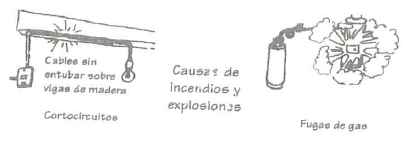 Cables sin
entubar sobre
vigas de madera
Cortocircuitos
Causas de
incendios y
explosiones
Fugas de gas